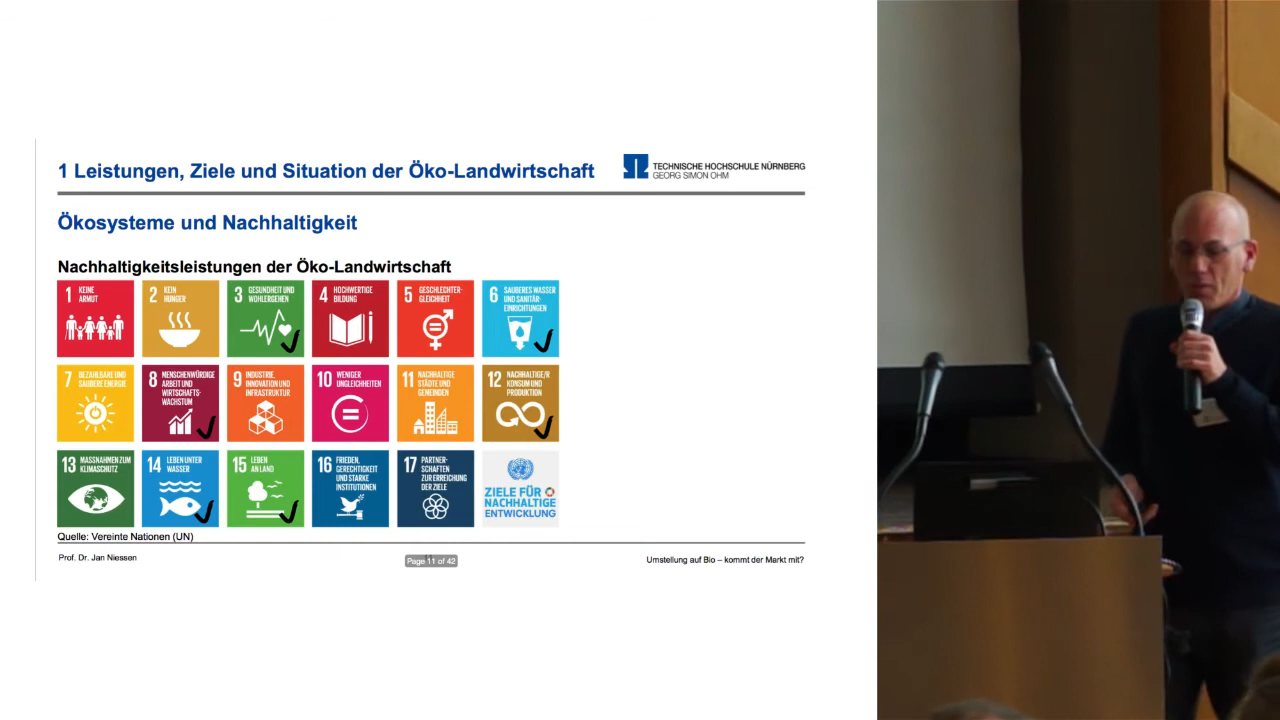 1 Leistungen, Ziele und Situation der Öko-Landwirtschaft
TECHNISCHE HOCHSCHULE NÜRNBERG
GEORG SIMON OHM
Ökosysteme und Nachhaltigkeit
Nachhaltigkeitsleistungen der Öko-Landwirtschaft
1 KEINE
ARMUT
2 KEIN
HUNGER
3 GESUNDHEIT UND
WOHLERGEHEN
4 HOCHWERTIGE
BILDUNG
5 GESCHLECHTER-
GLEICHHEIT
6 SAUBERES WASSER
UND SANITÄR-
EINRICHTUNGEN
7 BEZAHLBARE UND
SAUBERE ENERGIE
8 MENSCHENWÜRDIGE
ARBEIT UND
WIRTSCHAFTS-
WACHSTUM
9 INDUSTRIE,
INNOVATION UND
INFRASTRUKTUR
10 WENIGER
UNGLEICHHEITEN
11 NACHHALTIGE
STÄDTE UND
GEMEINDEN
12 NACHHALTIGE/R
KONSUM UND
PRODUKTION
13 MASSNAHMEN ZUM
KLIMASCHUTZ
14 LEBEN UNTER
WASSER
15 LEBEN
AN LAND
16 FRIEDEN,
GERECHTIGKEIT
UND STARKE
INSTITUTIONEN
17 PARTNER-
SCHAFTEN
ZUR ERREICHUNG
DER ZIELE
ZIELE FÜR
NACHHALTIGE
ENTWICKLUNG
Quelle: Vereinte Nationen (UN)
Prof. Dr. Jan Niessen
Page 11 of 42
Umstellung auf Bio – kommt der Markt mit?